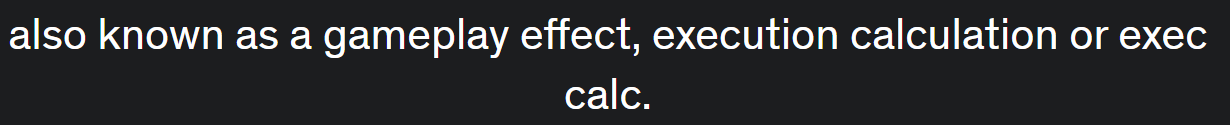 also known as a gameplay effect, execution calculation or exec
calc.